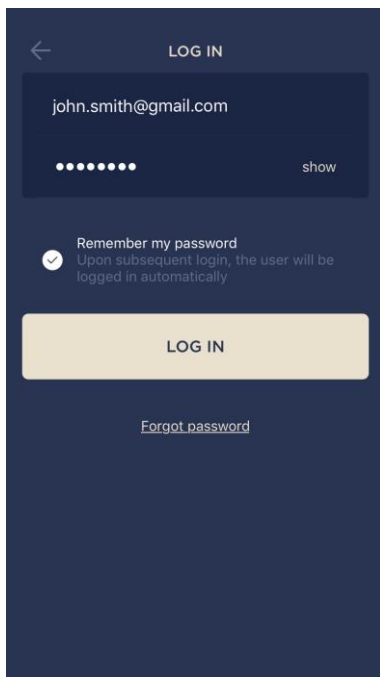 LOG IN
john.smith@gmail.com
•••••••• show
Remember my password
Upon subsequent login, the user will be
logged in automatically
LOG IN
Forgot password